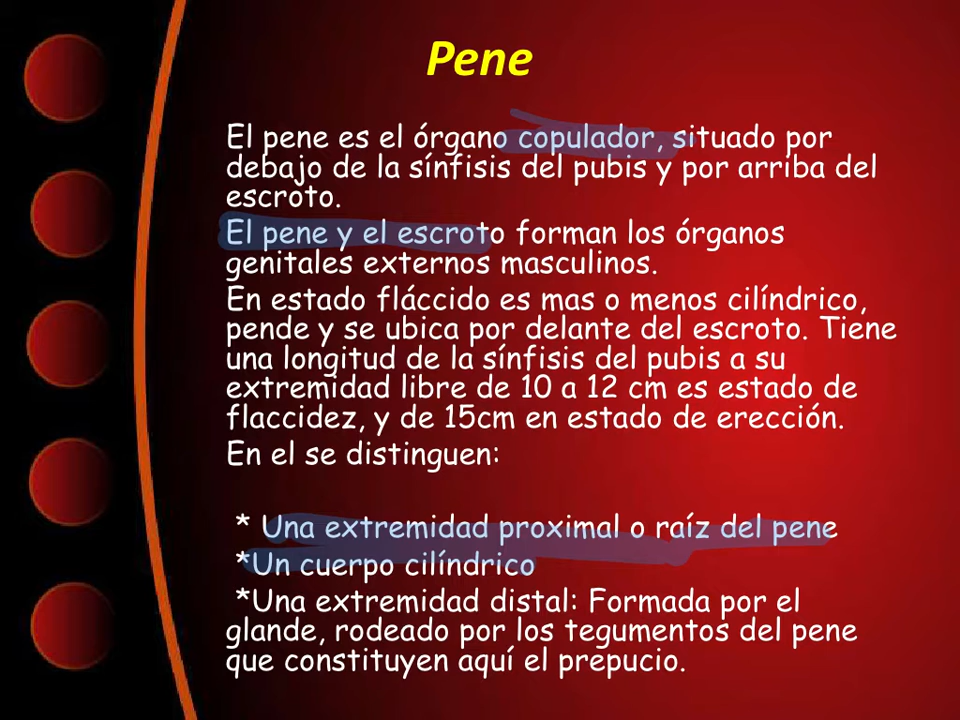 Pene
El pene es el órgano copulador, situado por
debajo de la sínfisis del pubis y por arriba del
escroto.
El pene y el escroto forman los órganos
genitales externos masculinos.
En estado fláccido es mas o menos cilíndrico,
pende y se ubica por delante del escroto. Tiene
una longitud de la sínfisis del pubis a su
extremidad libre de 10 a 12 cm es estado de
flaccidez, y de 15cm en estado de erección.
En el se distinguen:
* Una extremidad proximal o raíz del pene
*Un cuerpo cilíndrico
*Una extremidad distal: Formada por el
glande, rodeado por los tegumentos del pene
que constituyen aquí el prepucio.